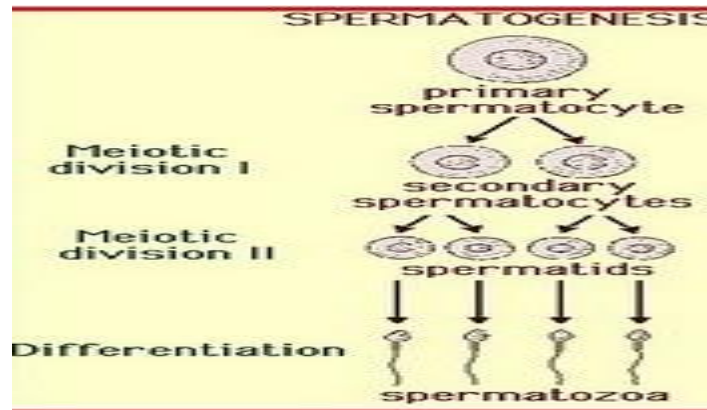 SPERMATOGENESIS
primary
spermatocyte
Meiotic
division I
secondary
spermatocytes
Meiotic
division II
spermatids
Differentiation
spermatozoa